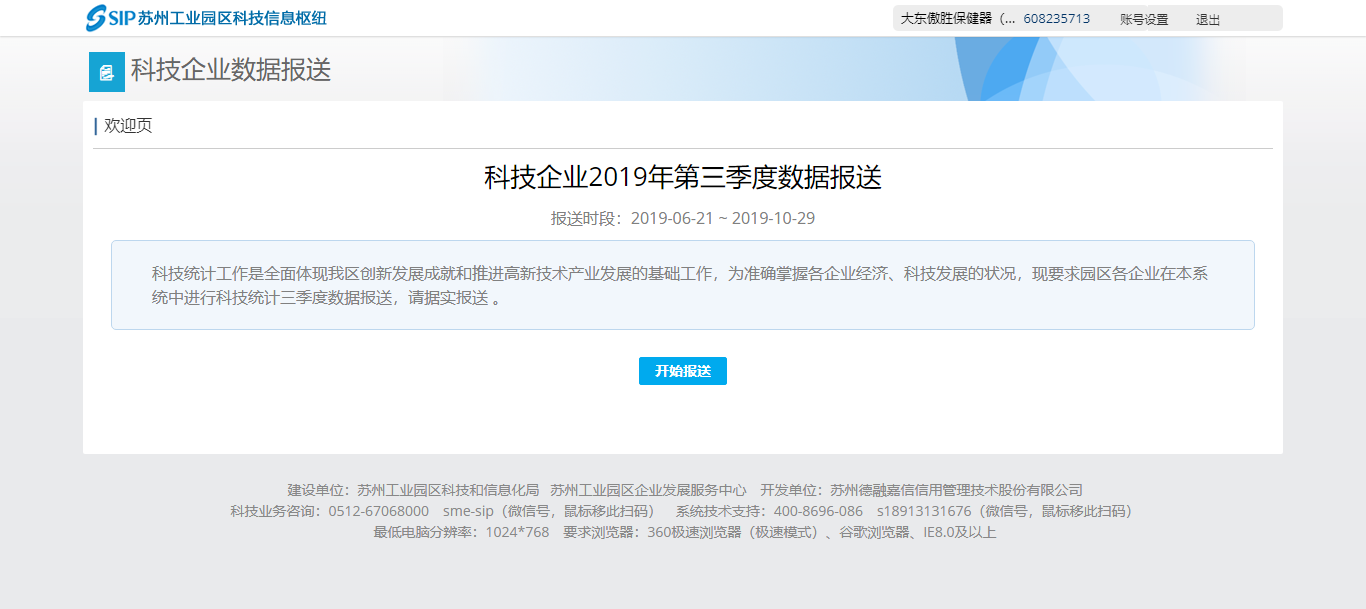 SIP 苏州工业园区科技信息枢纽
大东傲胜保健器（... 608235713 账号设置 退出
科技企业数据报送
欢迎页
科技企业2019年第三季度数据报送
报送时段：2019-06-21 ~ 2019-10-29
科技统计工作是全面体现我区创新发展成就和推进高新技术产业发展的基础工作，为准确掌握各企业经济、科技发展的状况，现要求园区各企业在本系
统中进行科技统计三季度数据报送，请据实报送 。
开始报送
建设单位：苏州工业园区科技和信息化局 苏州工业园区企业发展服务中心 开发单位：苏州德融嘉信信用管理技术股份有限公司
科技业务咨询：0512-67068000 sme-sip（微信号，鼠标移此扫码） 系统技术支持：400-8696-086 s18913131676（微信号，鼠标移此扫码）
最低电脑分辨率：1024*768 要求浏览器：360极速浏览器（极速模式）、谷歌浏览器、IE8.0及以上